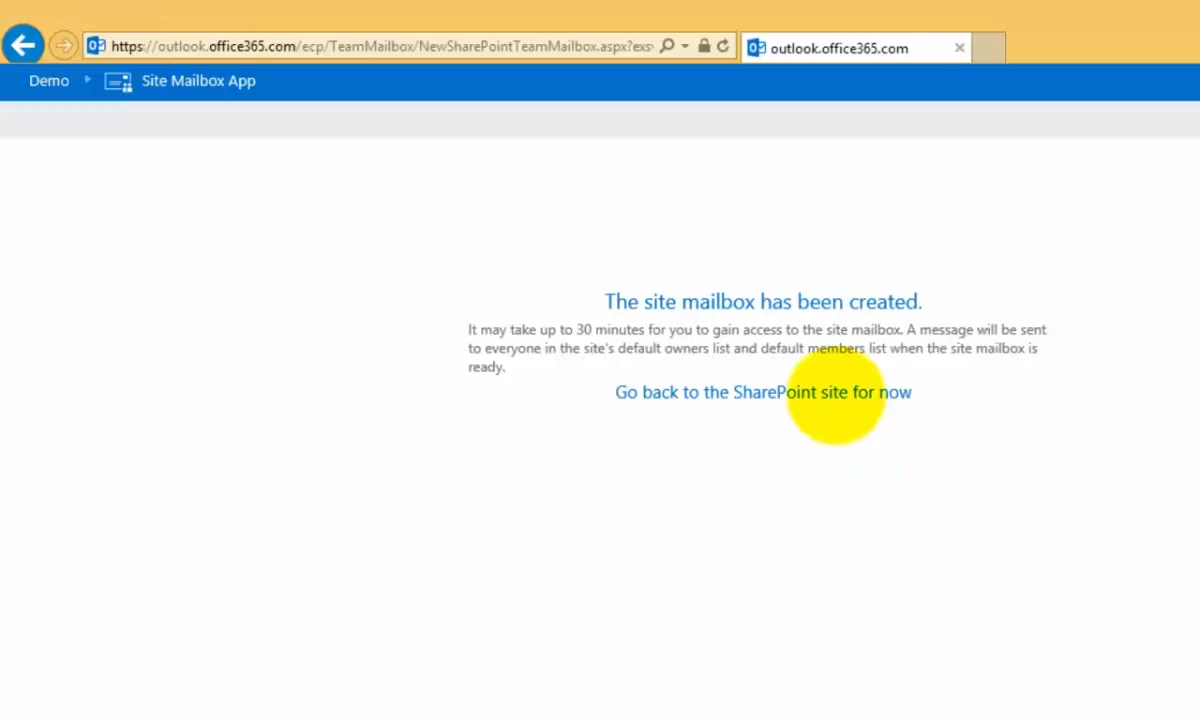 https://outlook.office365.com/ecp/TeamMailbox/NewSharePointTeamMailbox.aspx?exsv
outlook.office365.com
Demo
Site Mailbox App
The site mailbox has been created.
It may take up to 30 minutes for you to gain access to the site mailbox. A message will be sent
to everyone in the site's default owners list and default members list when the site mailbox is
ready.
Go back to the SharePoint site for now